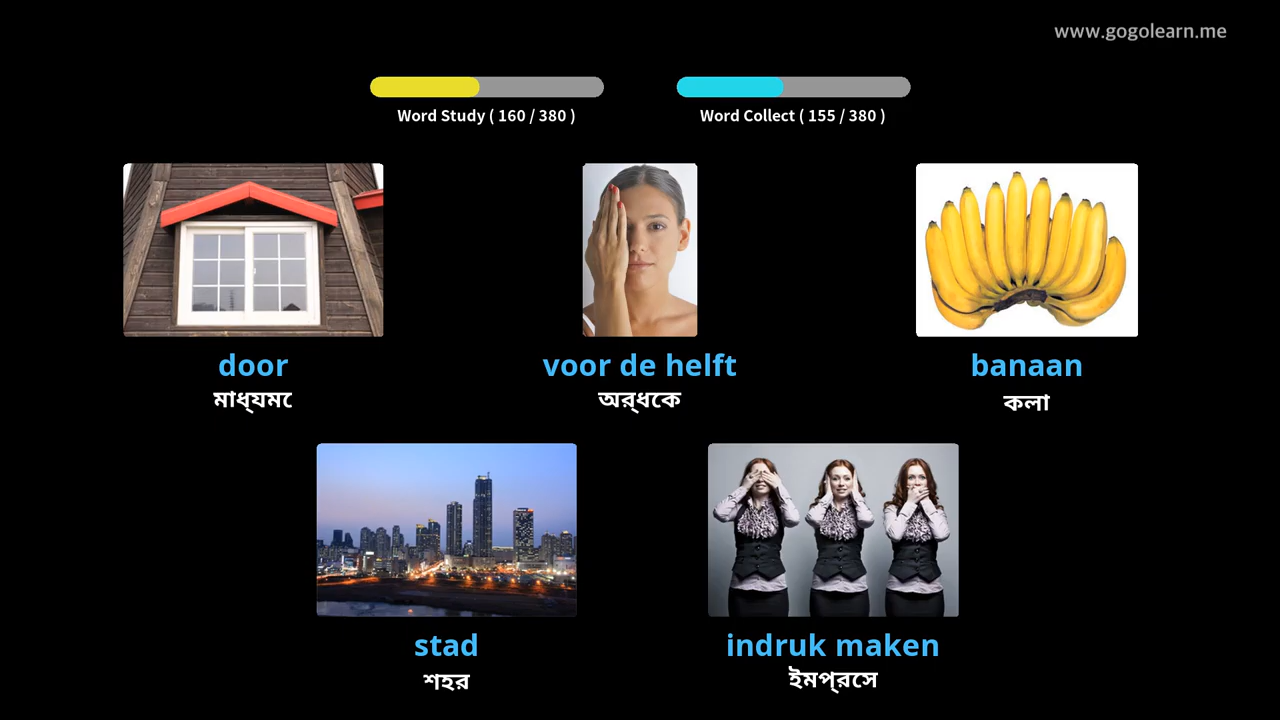 www.gogolearn.me
Word Study ( 160 / 380 )
Word Collect ( 155 / 380 )
door
মাধ্যমে
voor de helft
অর্ধেকে
banaan
কলা
stad
শহর
indruk maken
ইমপ্রেসে